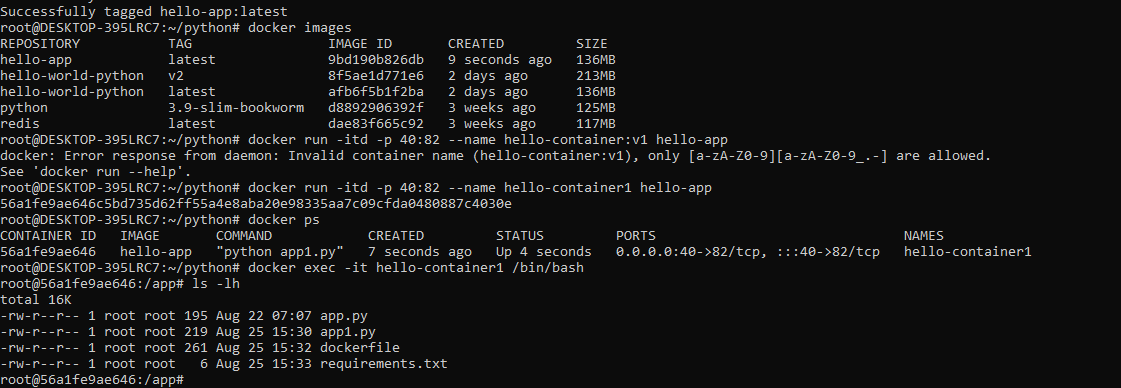 Successfully tagged hello-app:latest
root@DESKTOP-395LRC7:~/python# docker images
REPOSITORY           TAG                 IMAGE ID       CREATED         SIZE
hello-app            latest              9bd190b826db   9 seconds ago   136MB
hello-world-python   v2                  8f5ae1d771e6   2 days ago      213MB
hello-world-python   latest              afb6f5b1f2ba   2 days ago      136MB
python               3.9-slim-bookworm   d8892906392f   3 weeks ago     125MB
redis                latest              dae83f665c92   3 weeks ago     117MB
root@DESKTOP-395LRC7:~/python# docker run -itd -p 40:82 --name hello-container:v1 hello-app
docker: Error response from daemon: Invalid container name (hello-container:v1), only [a-zA-Z0-9][a-zA-Z0-9_.-] are allowed.
See 'docker run --help'.
root@DESKTOP-395LRC7:~/python# docker run -itd -p 40:82 --name hello-container1 hello-app
56a1fe9ae646c5bd735d62ff55a4e8aba20e98335aa7c09cfda0480887c4030e
root@DESKTOP-395LRC7:~/python# docker ps
CONTAINER ID   IMAGE       COMMAND            CREATED         STATUS         PORTS                               NAMES
56a1fe9ae646   hello-app   "python app1.py"   7 seconds ago   Up 4 seconds   0.0.0.0:40->82/tcp, :::40->82/tcp   hello-container1
root@DESKTOP-395LRC7:~/python# docker exec -it hello-container1 /bin/bash
root@56a1fe9ae646:/app# ls -lh
total 16K
-rw-r--r-- 1 root root 195 Aug 22 07:07 app.py
-rw-r--r-- 1 root root 219 Aug 25 15:30 app1.py
-rw-r--r-- 1 root root 261 Aug 25 15:32 dockerfile
-rw-r--r-- 1 root root   6 Aug 25 15:33 requirements.txt
root@56a1fe9ae646:/app#